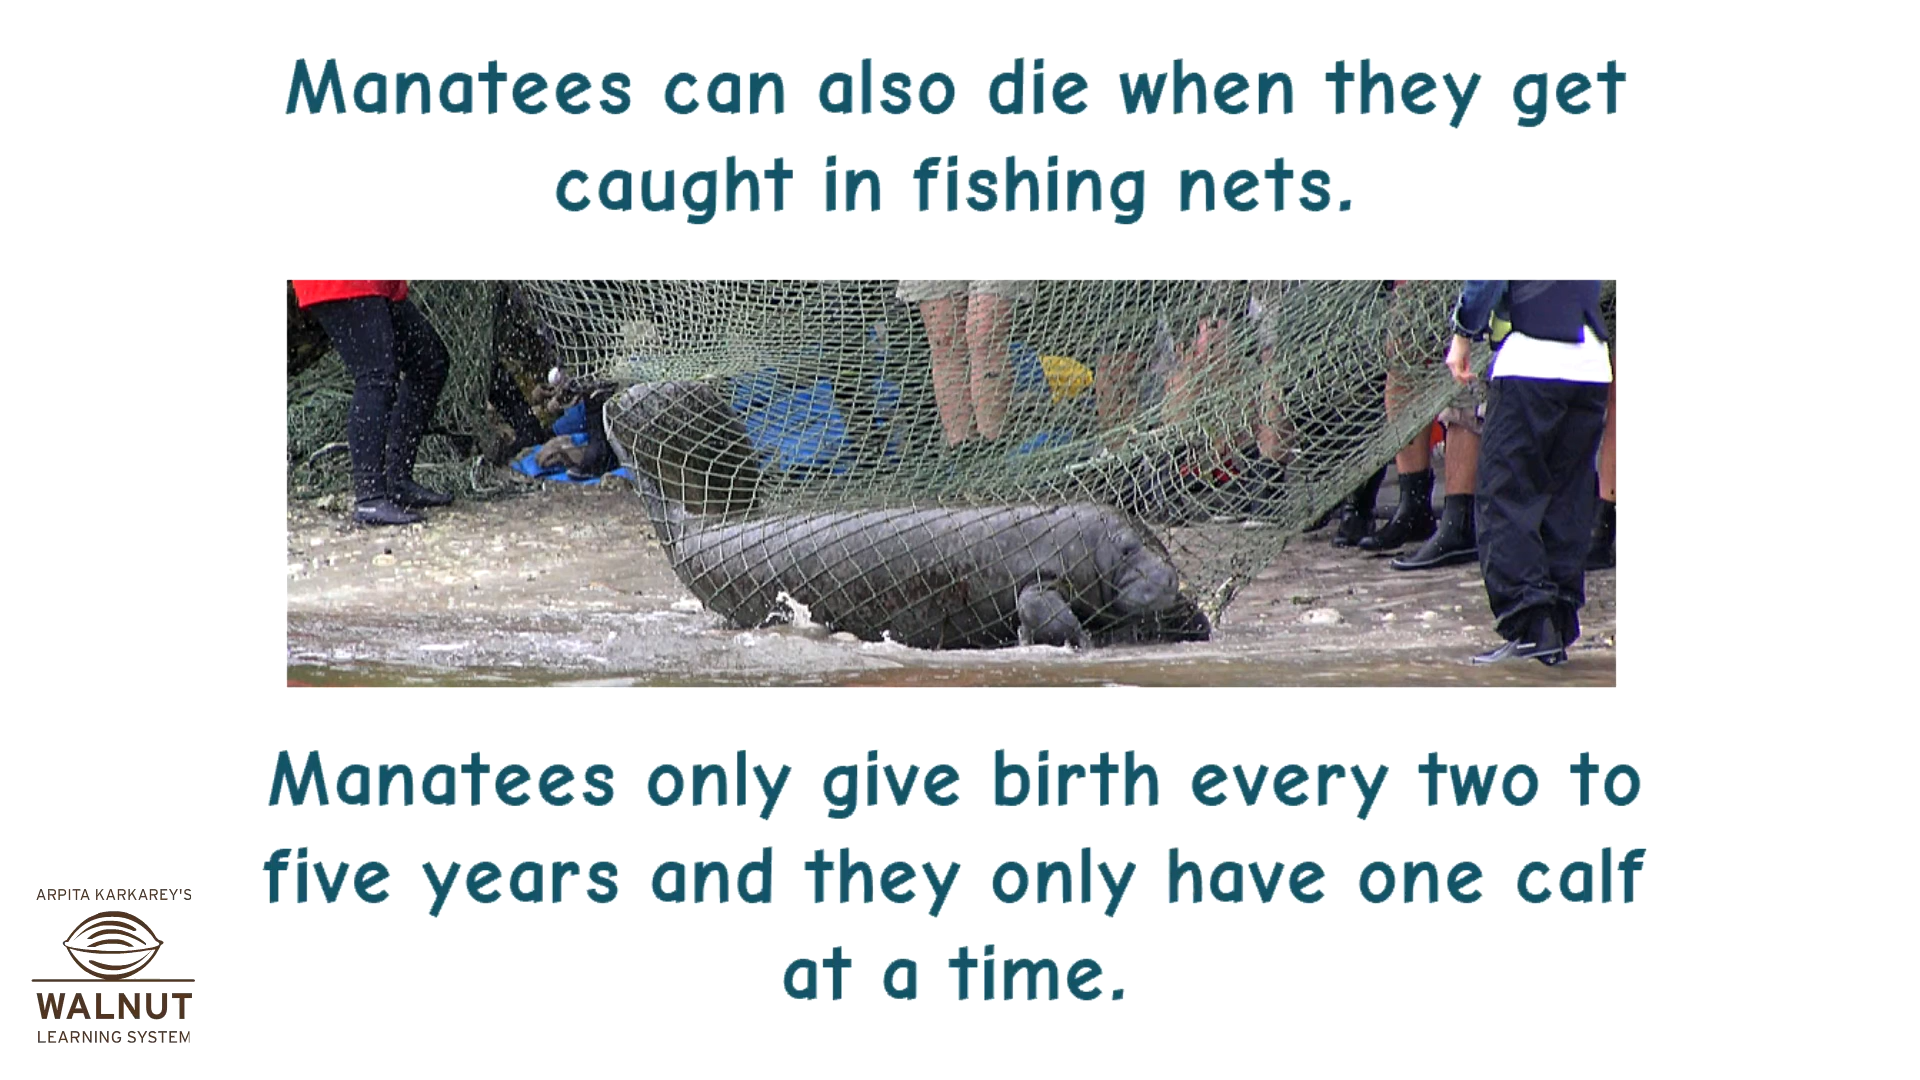 Manatees can also die when they get
caught in fishing nets.
Manatees only give birth every two to
five years and they only have one calf
at a time.
ARPITA KARKAREY'S
WALNUT
LEARNING SYSTEM